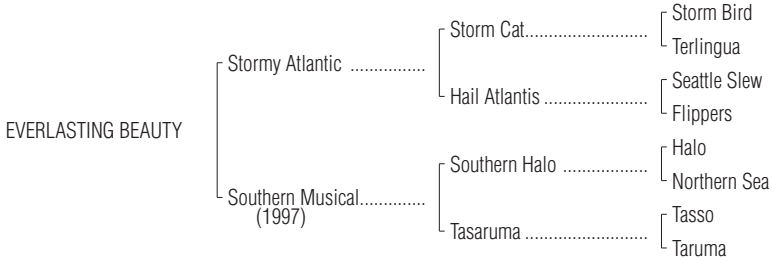 Storm Bird
Storm Cat..........................
Terlingua
Stormy Atlantic ................
Seattle Slew
Hail Atlantis ......................
Flippers
EVERLASTING BEAUTY
Halo
Southern Halo ..................
Northern Sea
Southern Musical..............
(1997)
Tasso
Tasaruma ..........................
Taruma